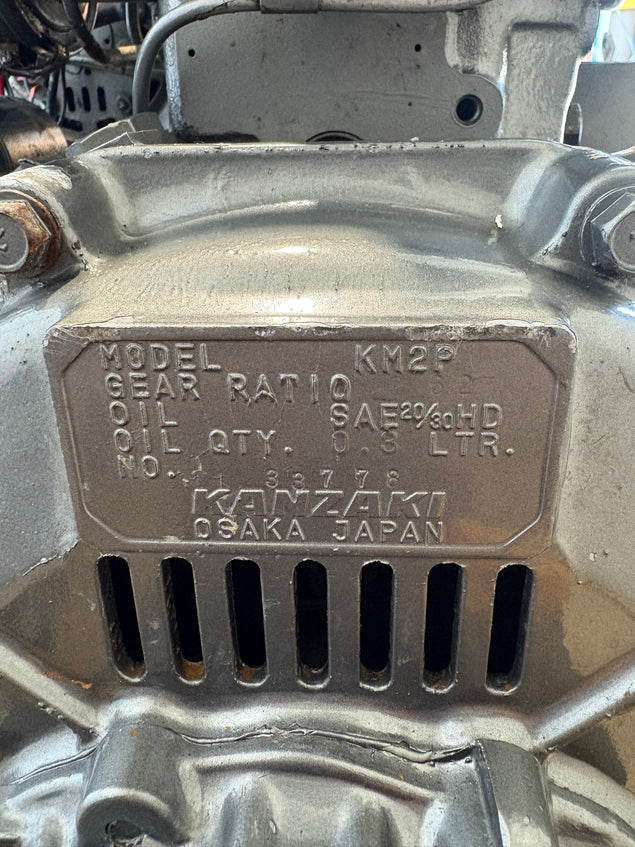 MODEL KM2P
GEAR RATIO
OIL SAE20/30HD
OIL QTY. 0.3 LTR.
NO. 33778
KANZAKI
OSAKA JAPAN